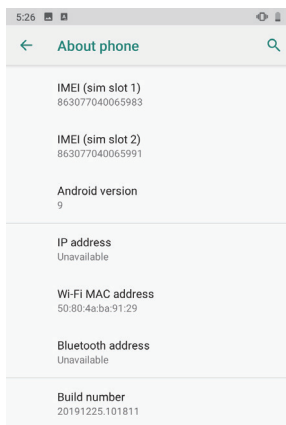 5:26
About phone
IMEI (sim slot 1)
863077040065983
IMEI (sim slot 2)
863077040065991
Android version
9
IP address
Unavailable
Wi-Fi MAC address
50:80:4a:ba:91:29
Bluetooth address
Unavailable
Build number
20191225.101811